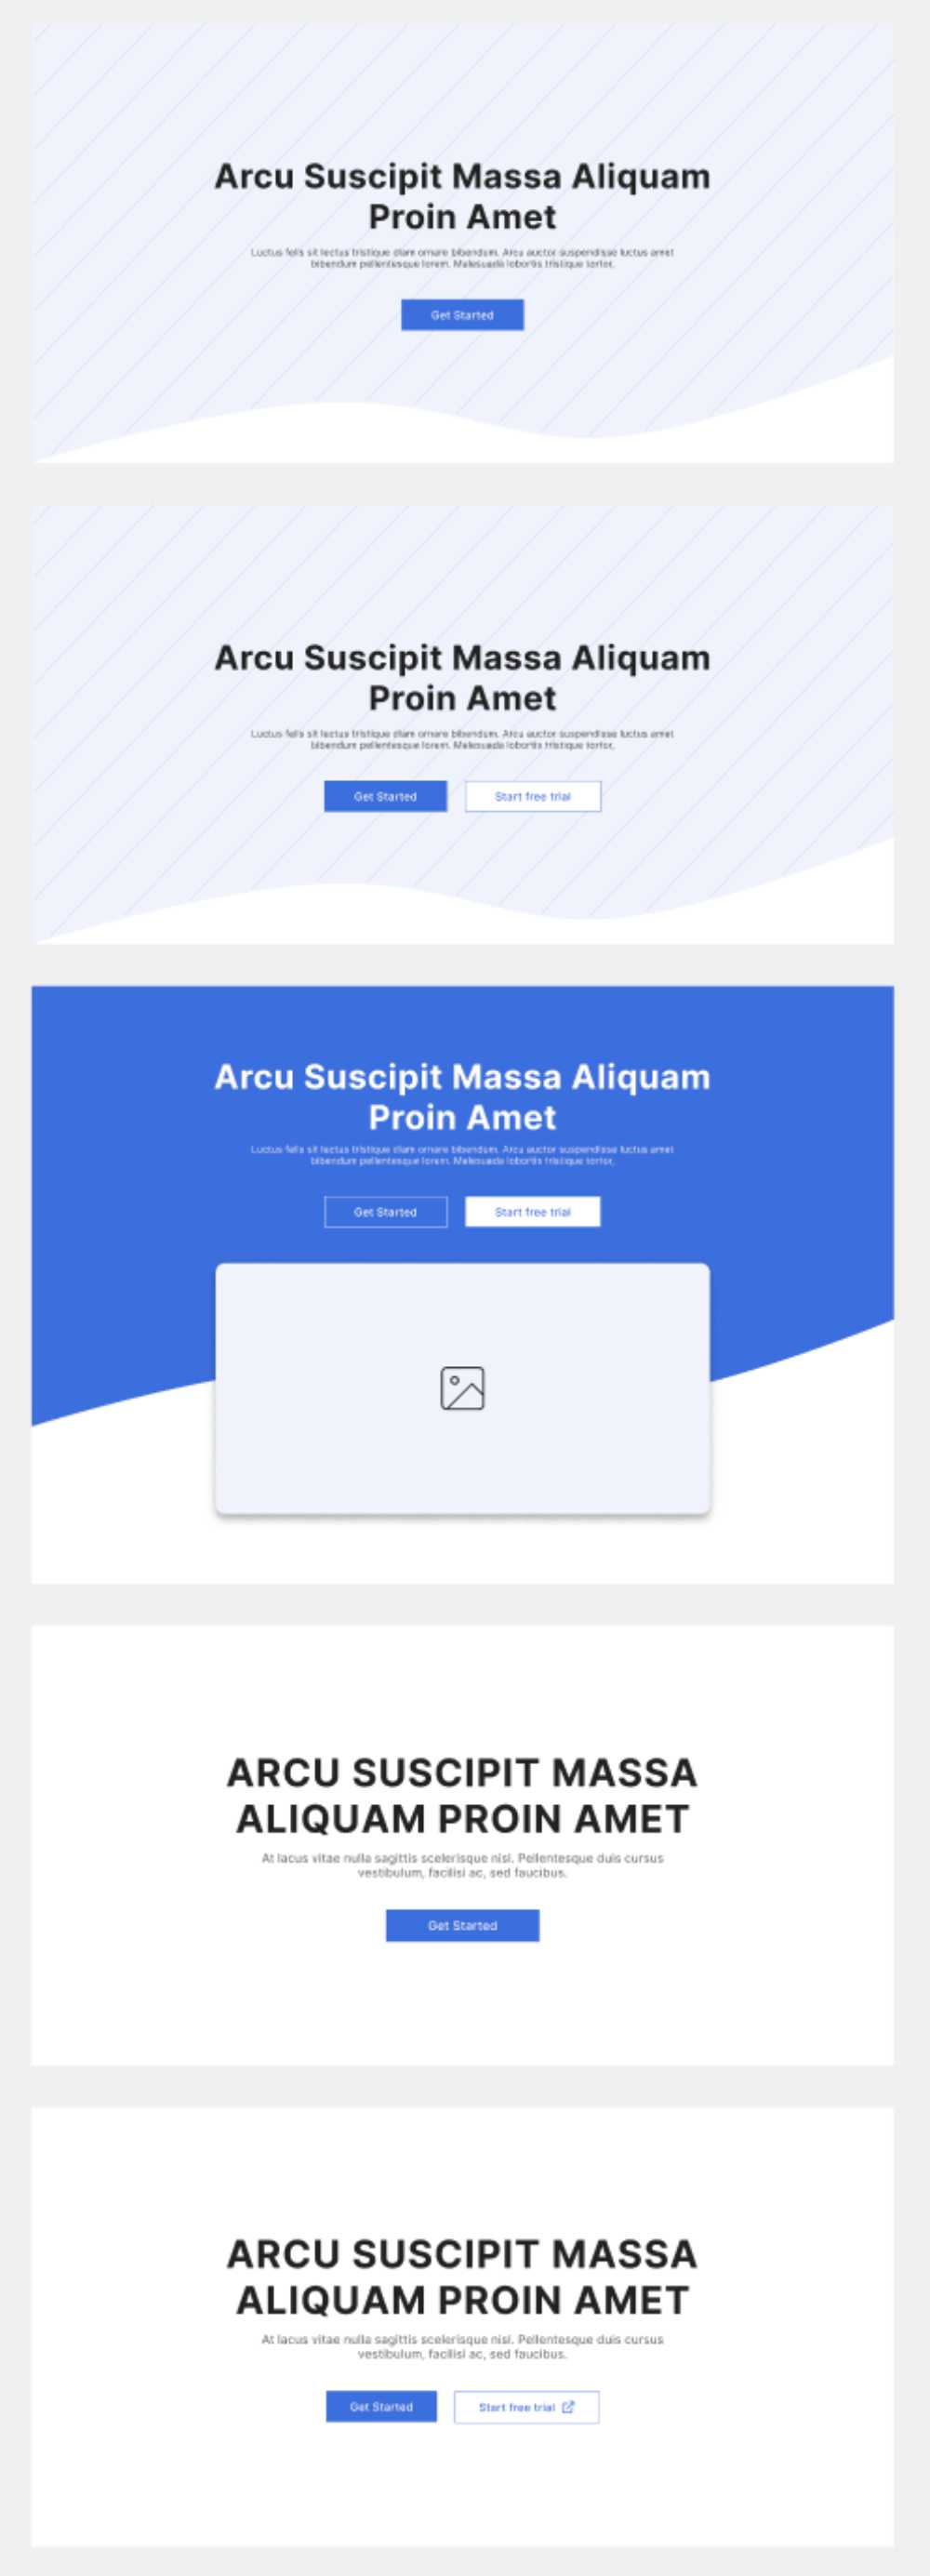 Arcu Suscipit Massa Aliquam
Proin Amet
Luctus felis sit lectus tristique diam ornare bibendum. Arcu auctor suspendisse luctus amet
bibendum pellentesque lorem. Malesuada lobortis tristique tortor,
Get Started
Arcu Suscipit Massa Aliquam
Proin Amet
Luctus felis sit lectus tristique diam ornare bibendum. Arcu auctor suspendisse luctus amet
bibendum pellentesque lorem. Malesuada lobortis tristique tortor,
Get Started Start free trial
Arcu Suscipit Massa Aliquam
Proin Amet
Luctus felis sit lectus tristique diam ornare bibendum. Arcu auctor suspendisse luctus amet
bibendum pellentesque lorem. Malesuada lobortis tristique tortor,
Get Started Start free trial
ARCU SUSCIPIT MASSA
ALIQUAM PROIN AMET
At lacus vitae nulla sagittis scelerisque nisl. Pellentesque duis cursus
vestibulum, facilisi ac, sed faucibus.
Get Started
ARCU SUSCIPIT MASSA
ALIQUAM PROIN AMET
At lacus vitae nulla sagittis scelerisque nisl. Pellentesque duis cursus
vestibulum, facilisi ac, sed faucibus.
Get Started Start free trial